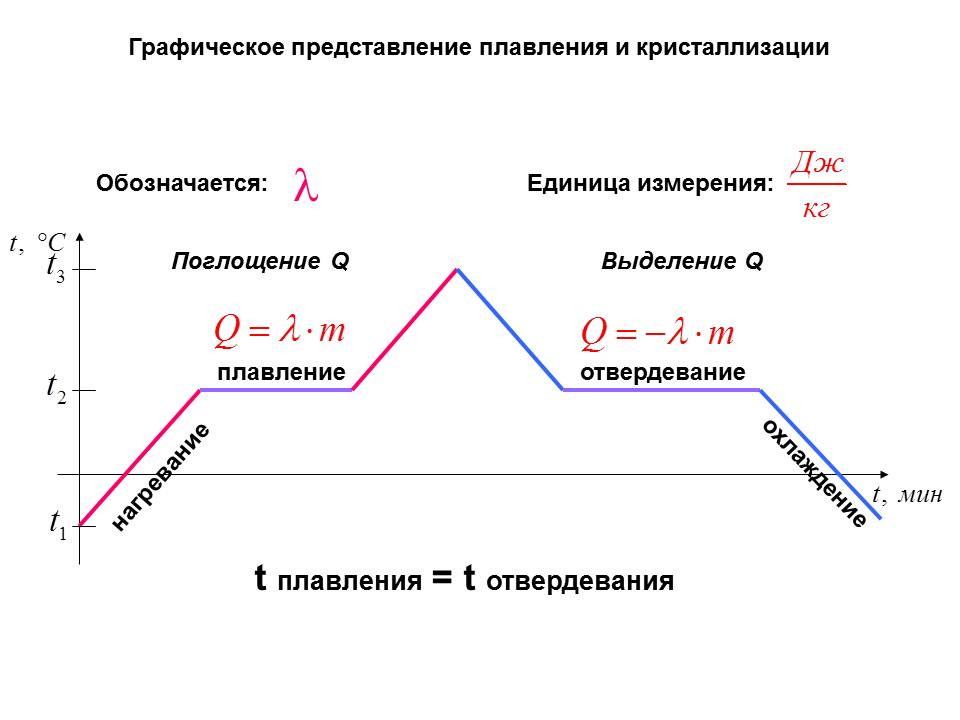 Графическое представление плавления и кристаллизации
Обозначается: λ
Единица измерения: Дж/кг
t, °C
t₃
Поглощение Q
Выделение Q
Q = λ · m
Q = −λ · m
t₂
плавление
отвердевание
нагревание
охлаждение
t, мин
t₁
t плавления = t отвердевания